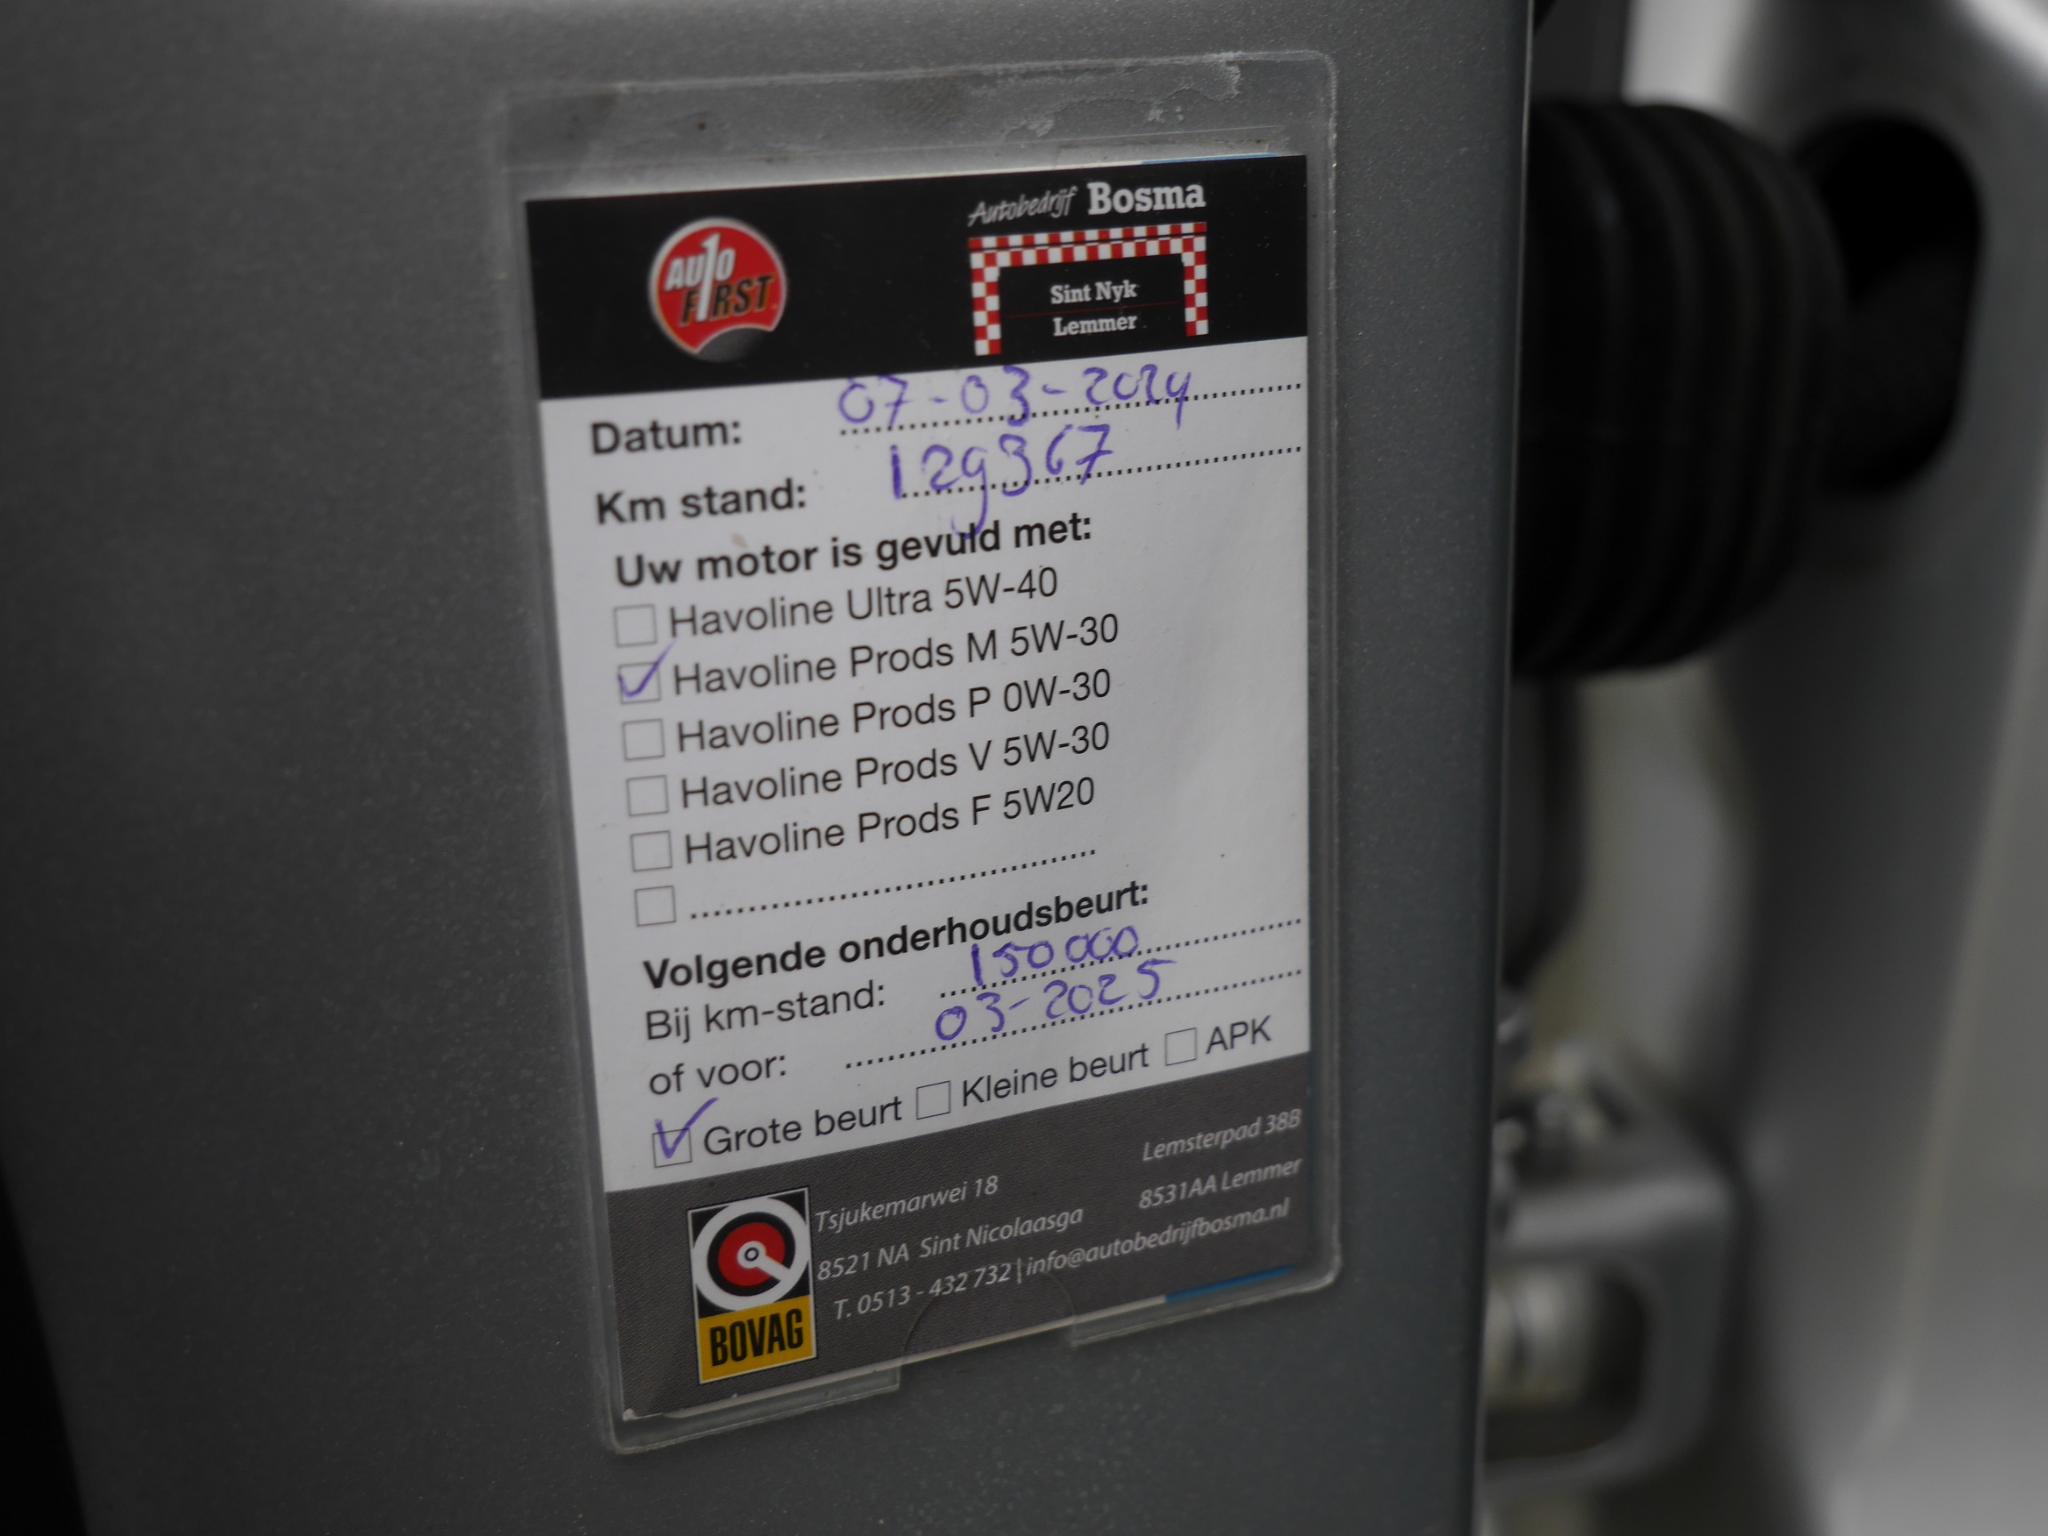 AUTO FIRST
Autobedrijf Bosma
Sint Nyk
Lemmer
Datum: 07-03-2024
Km stand: 129367
Uw motor is gevuld met:
Havoline Ultra 5W-40
Havoline Prods M 5W-30
Havoline Prods P 0W-30
Havoline Prods V 5W-30
Havoline Prods F 5W20
Volgende onderhoudsbeurt:
Bij km-stand: 150000
of voor: 03-2025
Grote beurt Kleine beurt APK
Tsjukemarwei 18 Lemsterpad 38B
8521 NA Sint Nicolaasga 8531AA Lemmer
T. 0513 - 432 732 | info@autobedrijfbosma.nl
BOVAG